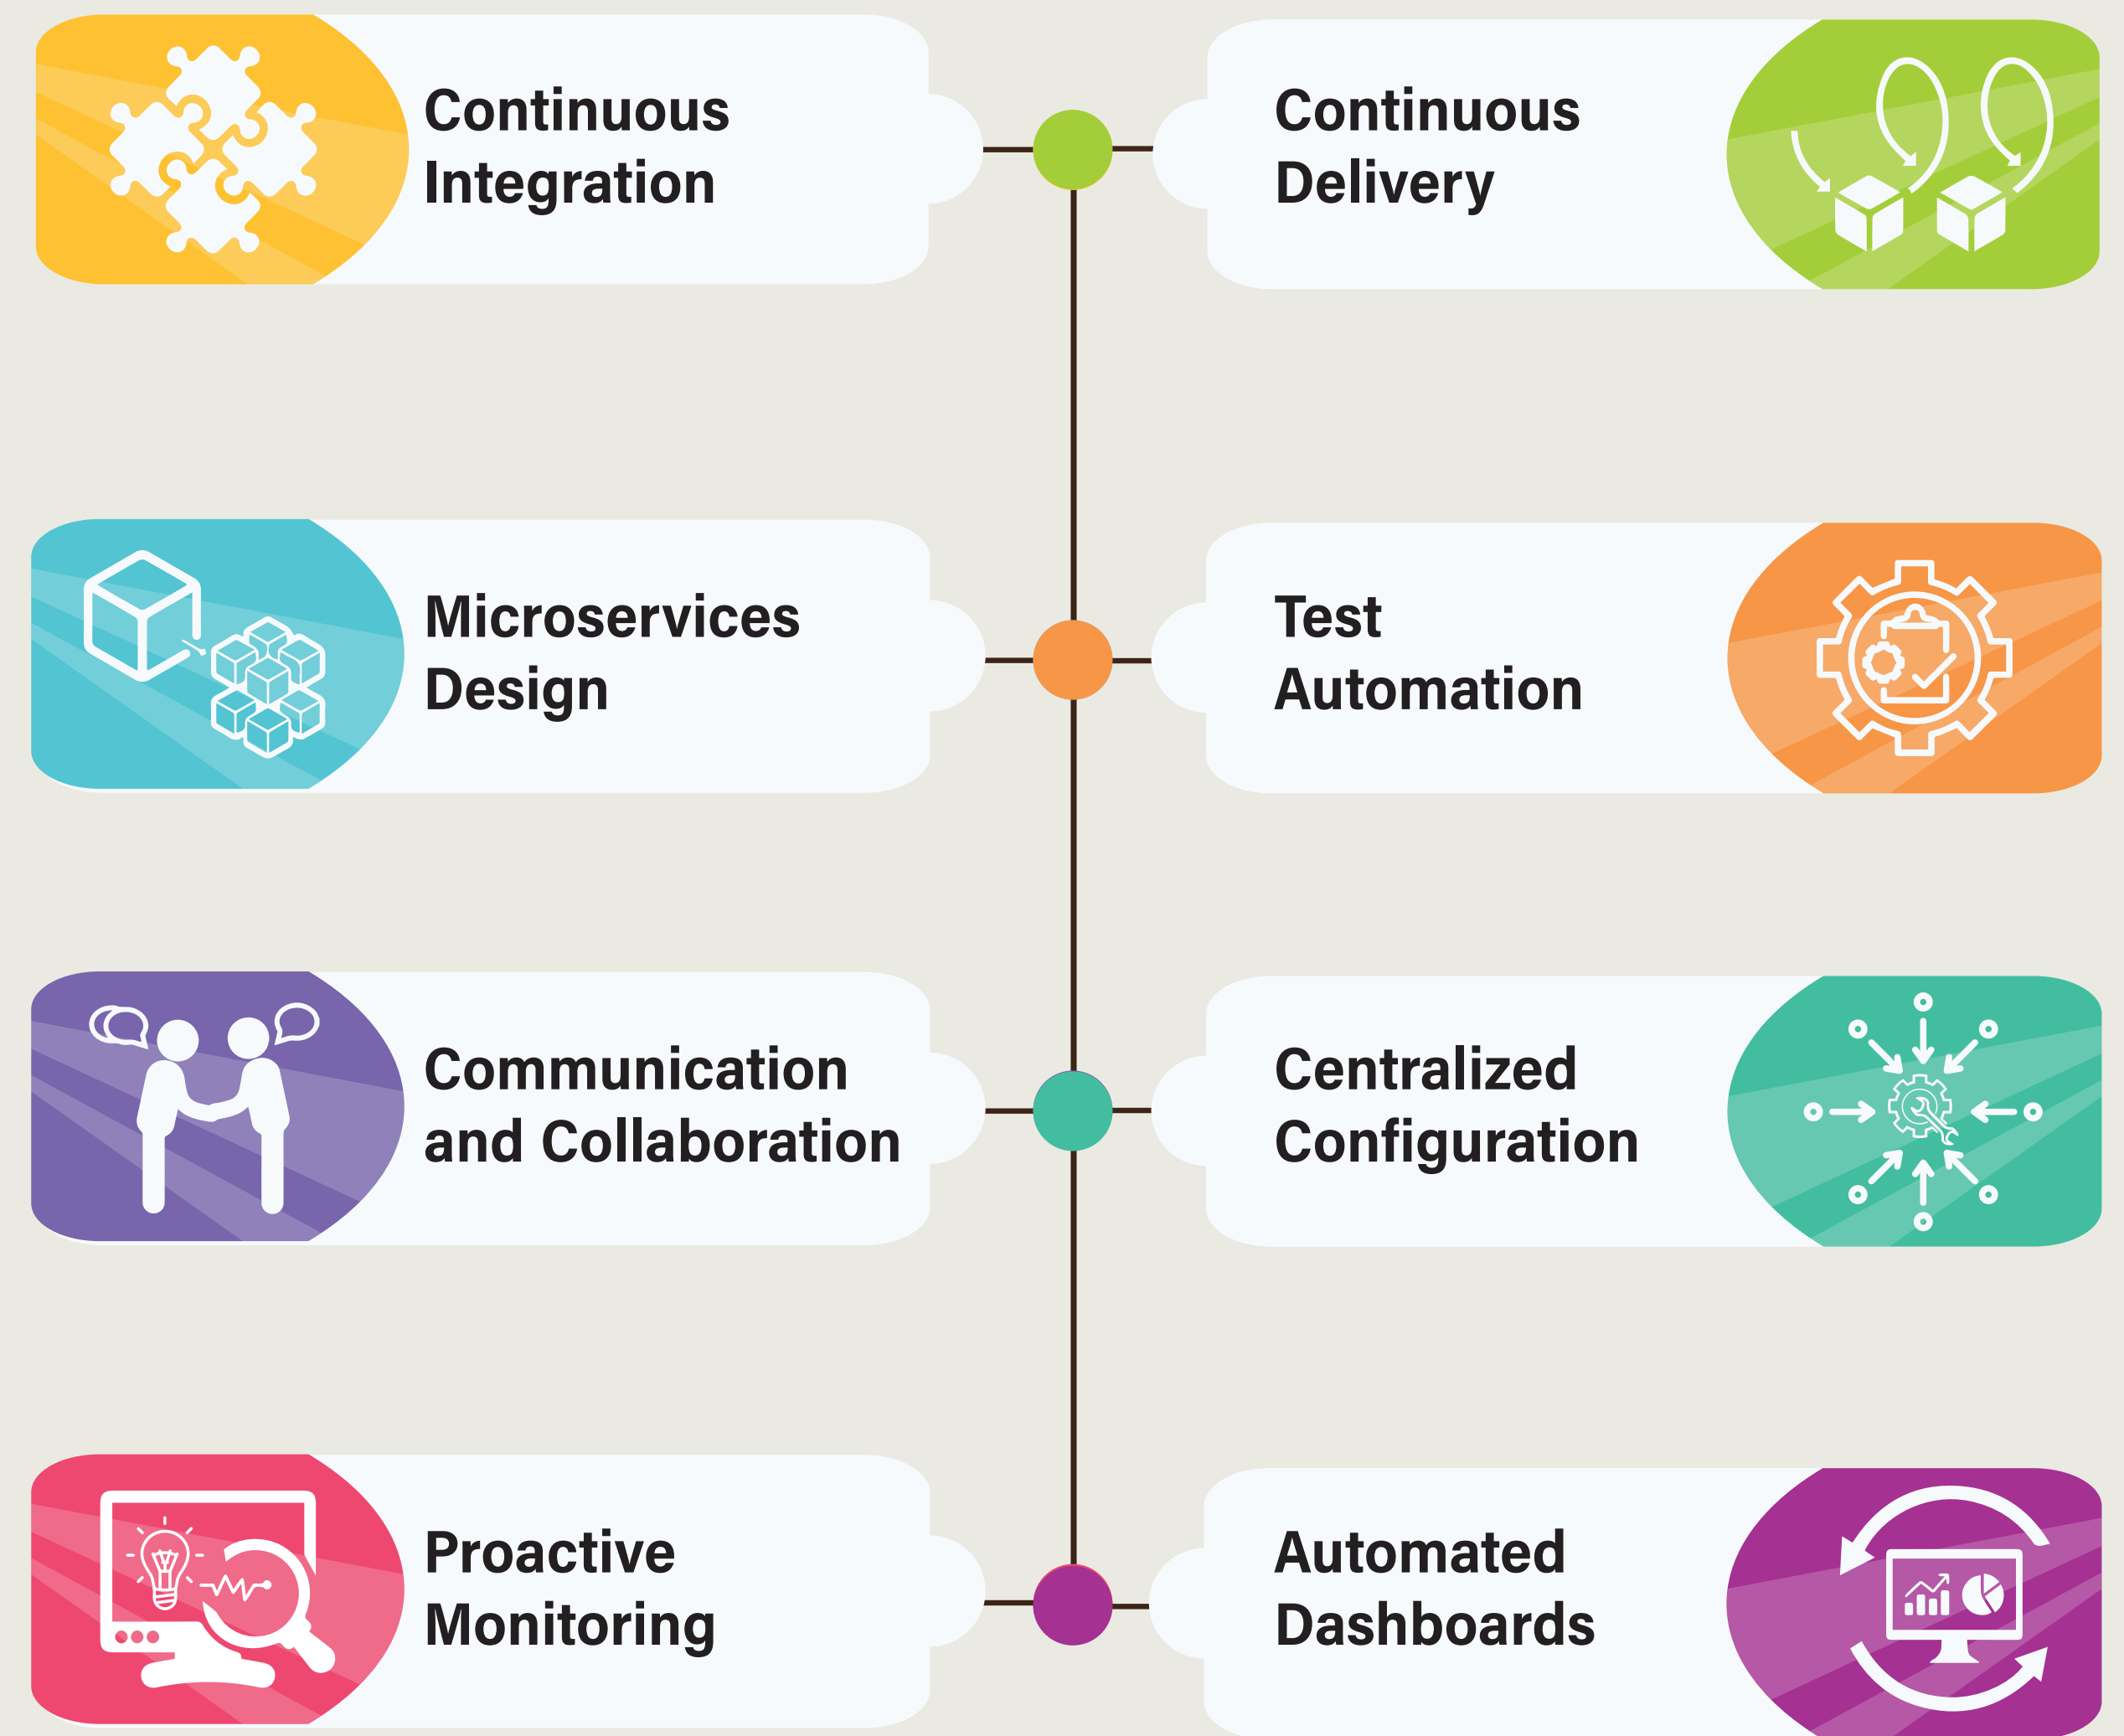 Continuous
Integration
Continuous
Delivery
Microservices
Design
Test
Automation
Communication
and Collaboration
Centralized
Configuration
Proactive
Monitoring
Automated
Dashboards